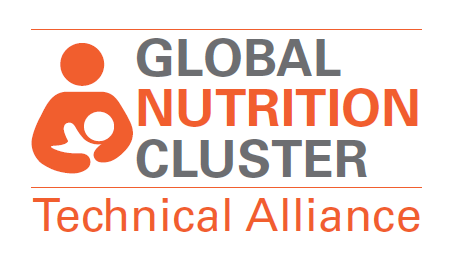 GLOBAL
NUTRITION
CLUSTER
Technical Alliance